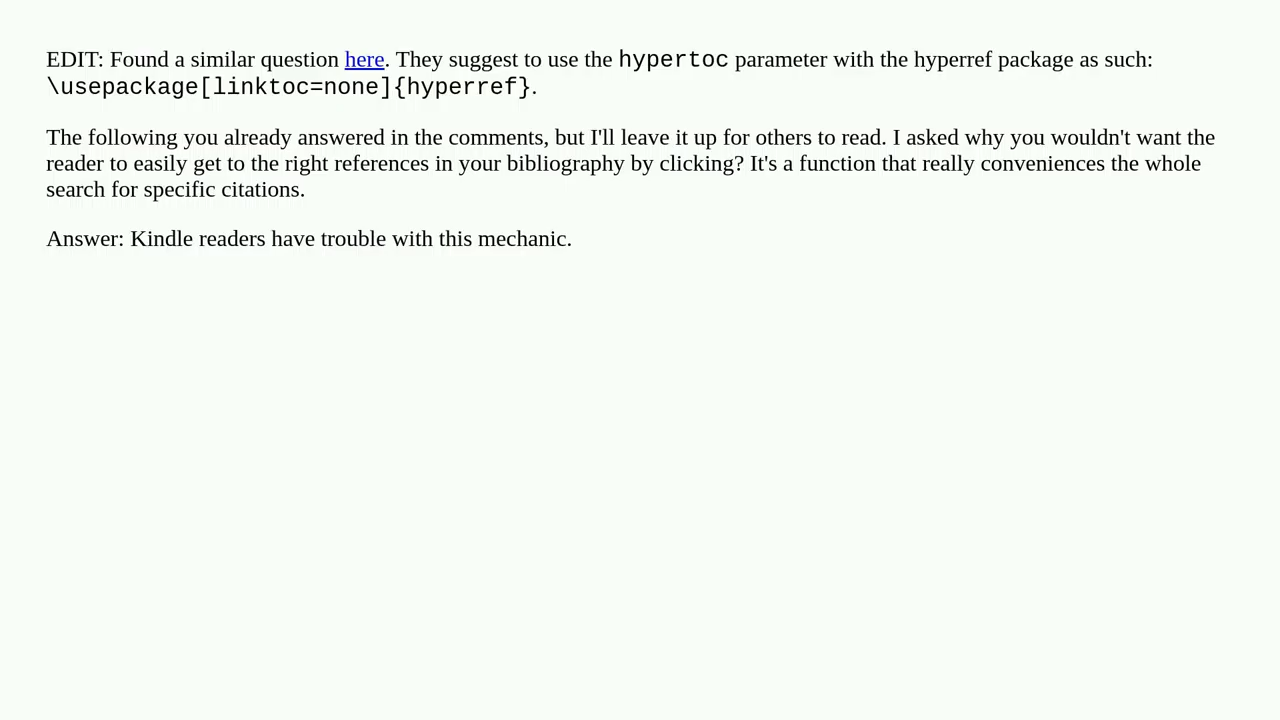 EDIT: Found a similar question here. They suggest to use the hypertoc parameter with the hyperref package as such:
\usepackage[linktoc=none]{hyperref}.
The following you already answered in the comments, but I'll leave it up for others to read. I asked why you wouldn't want the
reader to easily get to the right references in your bibliography by clicking? It's a function that really conveniences the whole
search for specific citations.
Answer: Kindle readers have trouble with this mechanic.